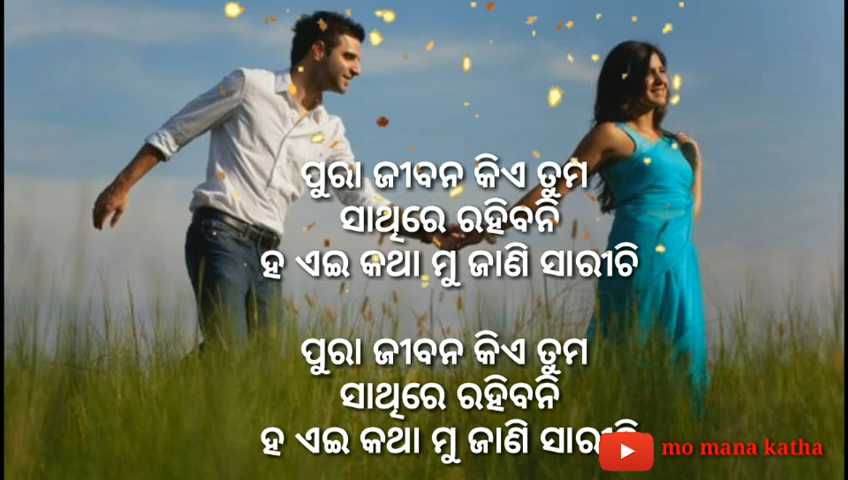 ପୁରା ଜୀବନ କିଏ ତୁମ
ସାଥିରେ ରହିବନି
ହ ଏଇ କଥା ମୁ ଜାଣି ସାରୀଚି
ପୁରା ଜୀବନ କିଏ ତୁମ
ସାଥିରେ ରହିବନି
ହ ଏଇ କଥା ମୁ ଜାଣି
mo mana katha